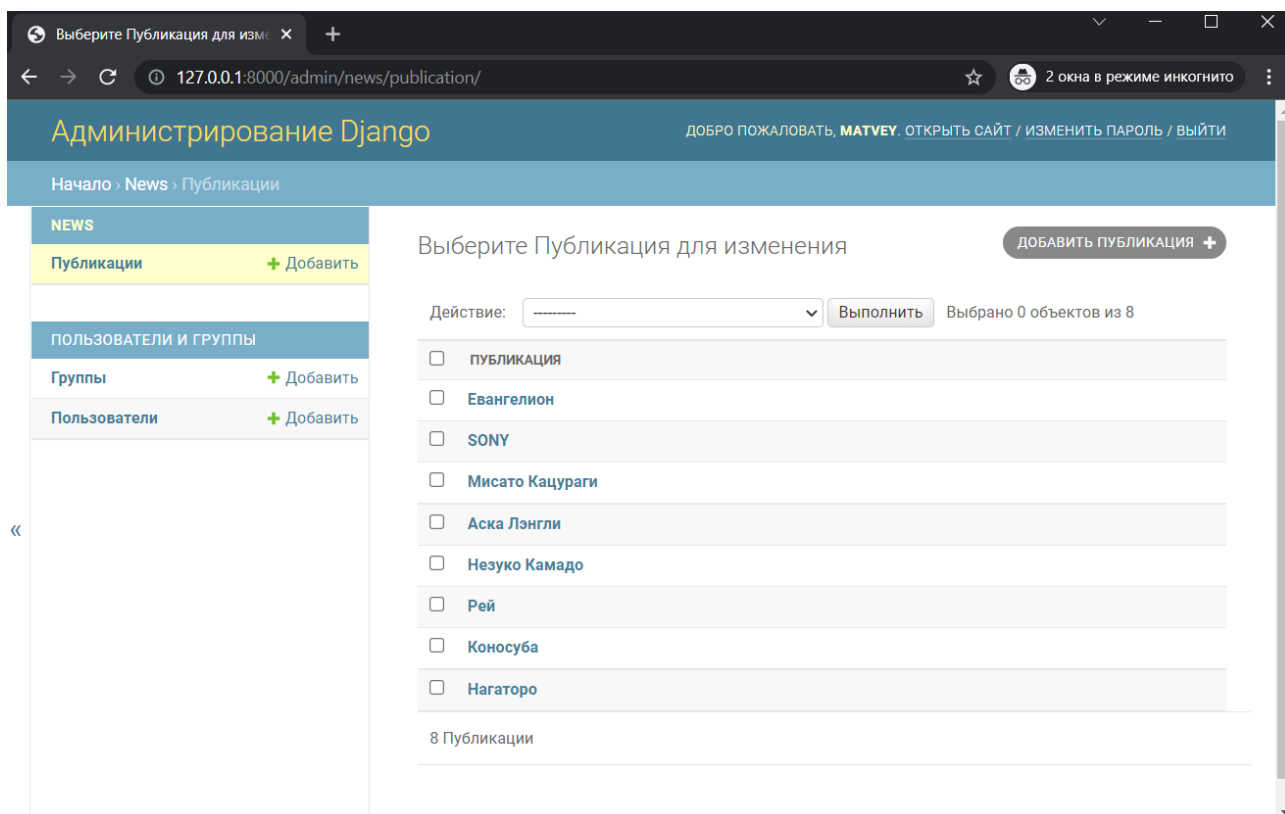 Выберите Публикация для изме
127.0.0.1:8000/admin/news/publication/
2 окна в режиме инкогнито
Администрирование Django
ДОБРО ПОЖАЛОВАТЬ, MATVEY. ОТКРЫТЬ САЙТ / ИЗМЕНИТЬ ПАРОЛЬ / ВЫЙТИ
Начало › News › Публикации
NEWS
Публикации + Добавить
ПОЛЬЗОВАТЕЛИ И ГРУППЫ
Группы + Добавить
Пользователи + Добавить
«
Выберите Публикация для изменения
ДОБАВИТЬ ПУБЛИКАЦИЯ +
Действие: --------- Выполнить Выбрано 0 объектов из 8
ПУБЛИКАЦИЯ
Евангелион
SONY
Мисато Кацураги
Аска Лэнгли
Незуко Камадо
Рей
Коносуба
Нагаторо
8 Публикации